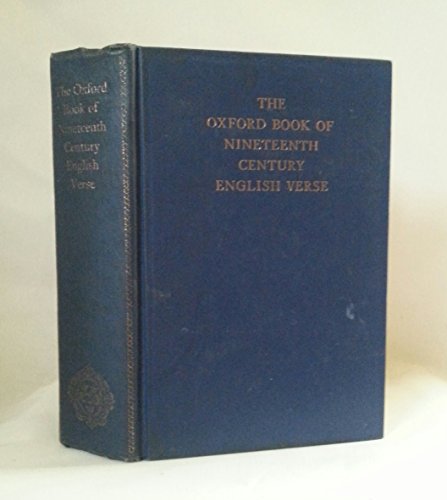 The Oxford
Book of
Nineteenth
Century
English
Verse
THE
OXFORD BOOK OF
NINETEENTH
CENTURY
ENGLISH VERSE